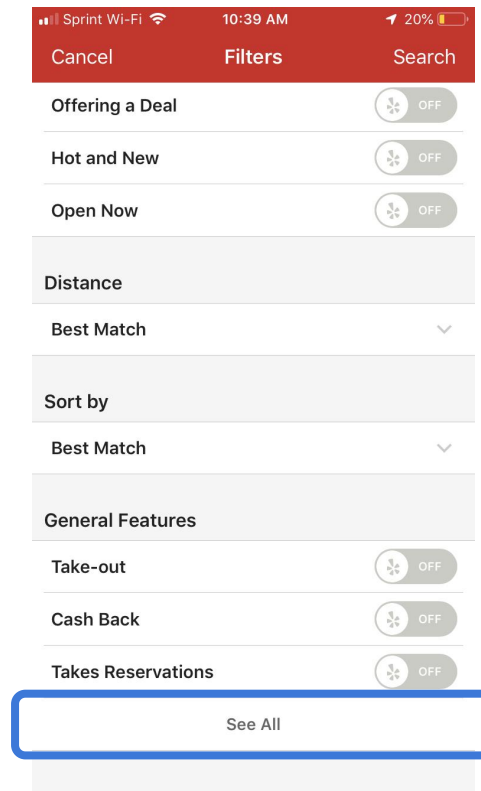 Sprint Wi-Fi 10:39 AM 20%
Cancel Filters Search
Offering a Deal OFF
Hot and New OFF
Open Now OFF
Distance
Best Match
Sort by
Best Match
General Features
Take-out OFF
Cash Back OFF
Takes Reservations OFF
See All